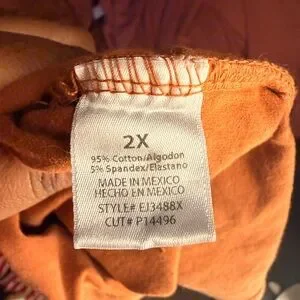 2X
95% Cotton/Algodon
5% Spandex/Elastano
MADE IN MEXICO
HECHO EN MEXICO
STYLE# EJ3488X
CUT# P14496